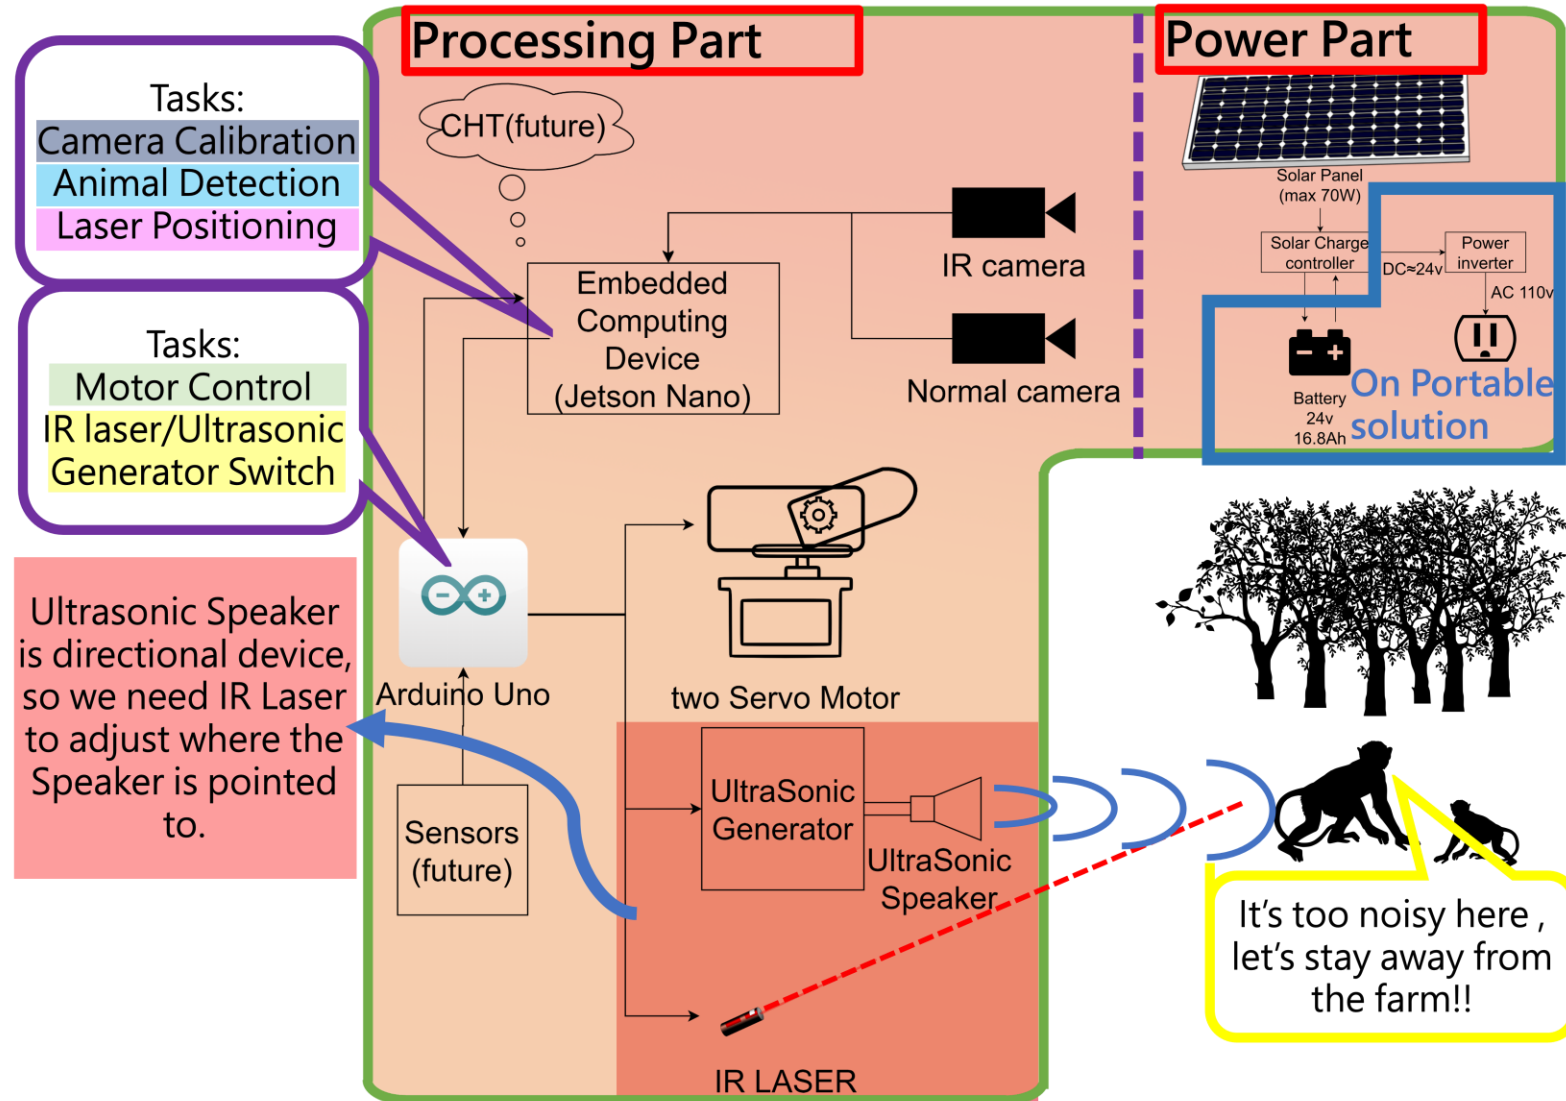 Processing Part
Power Part
Tasks:
Camera Calibration
Animal Detection
Laser Positioning
CHT(future)
Solar Panel
(max 70W)
Solar Charge
controller
DC≈24v
Power
inverter
AC 110v
Battery
24v
16.8Ah
On Portable
solution
IR camera
Normal camera
Embedded
Computing
Device
(Jetson Nano)
Tasks:
Motor Control
IR laser/Ultrasonic
Generator Switch
Arduino Uno
two Servo Motor
Ultrasonic Speaker
is directional device,
so we need IR Laser
to adjust where the
Speaker is pointed
to.
Sensors
(future)
UltraSonic
Generator
UltraSonic
Speaker
IR LASER
It's too noisy here ,
let's stay away from
the farm!!